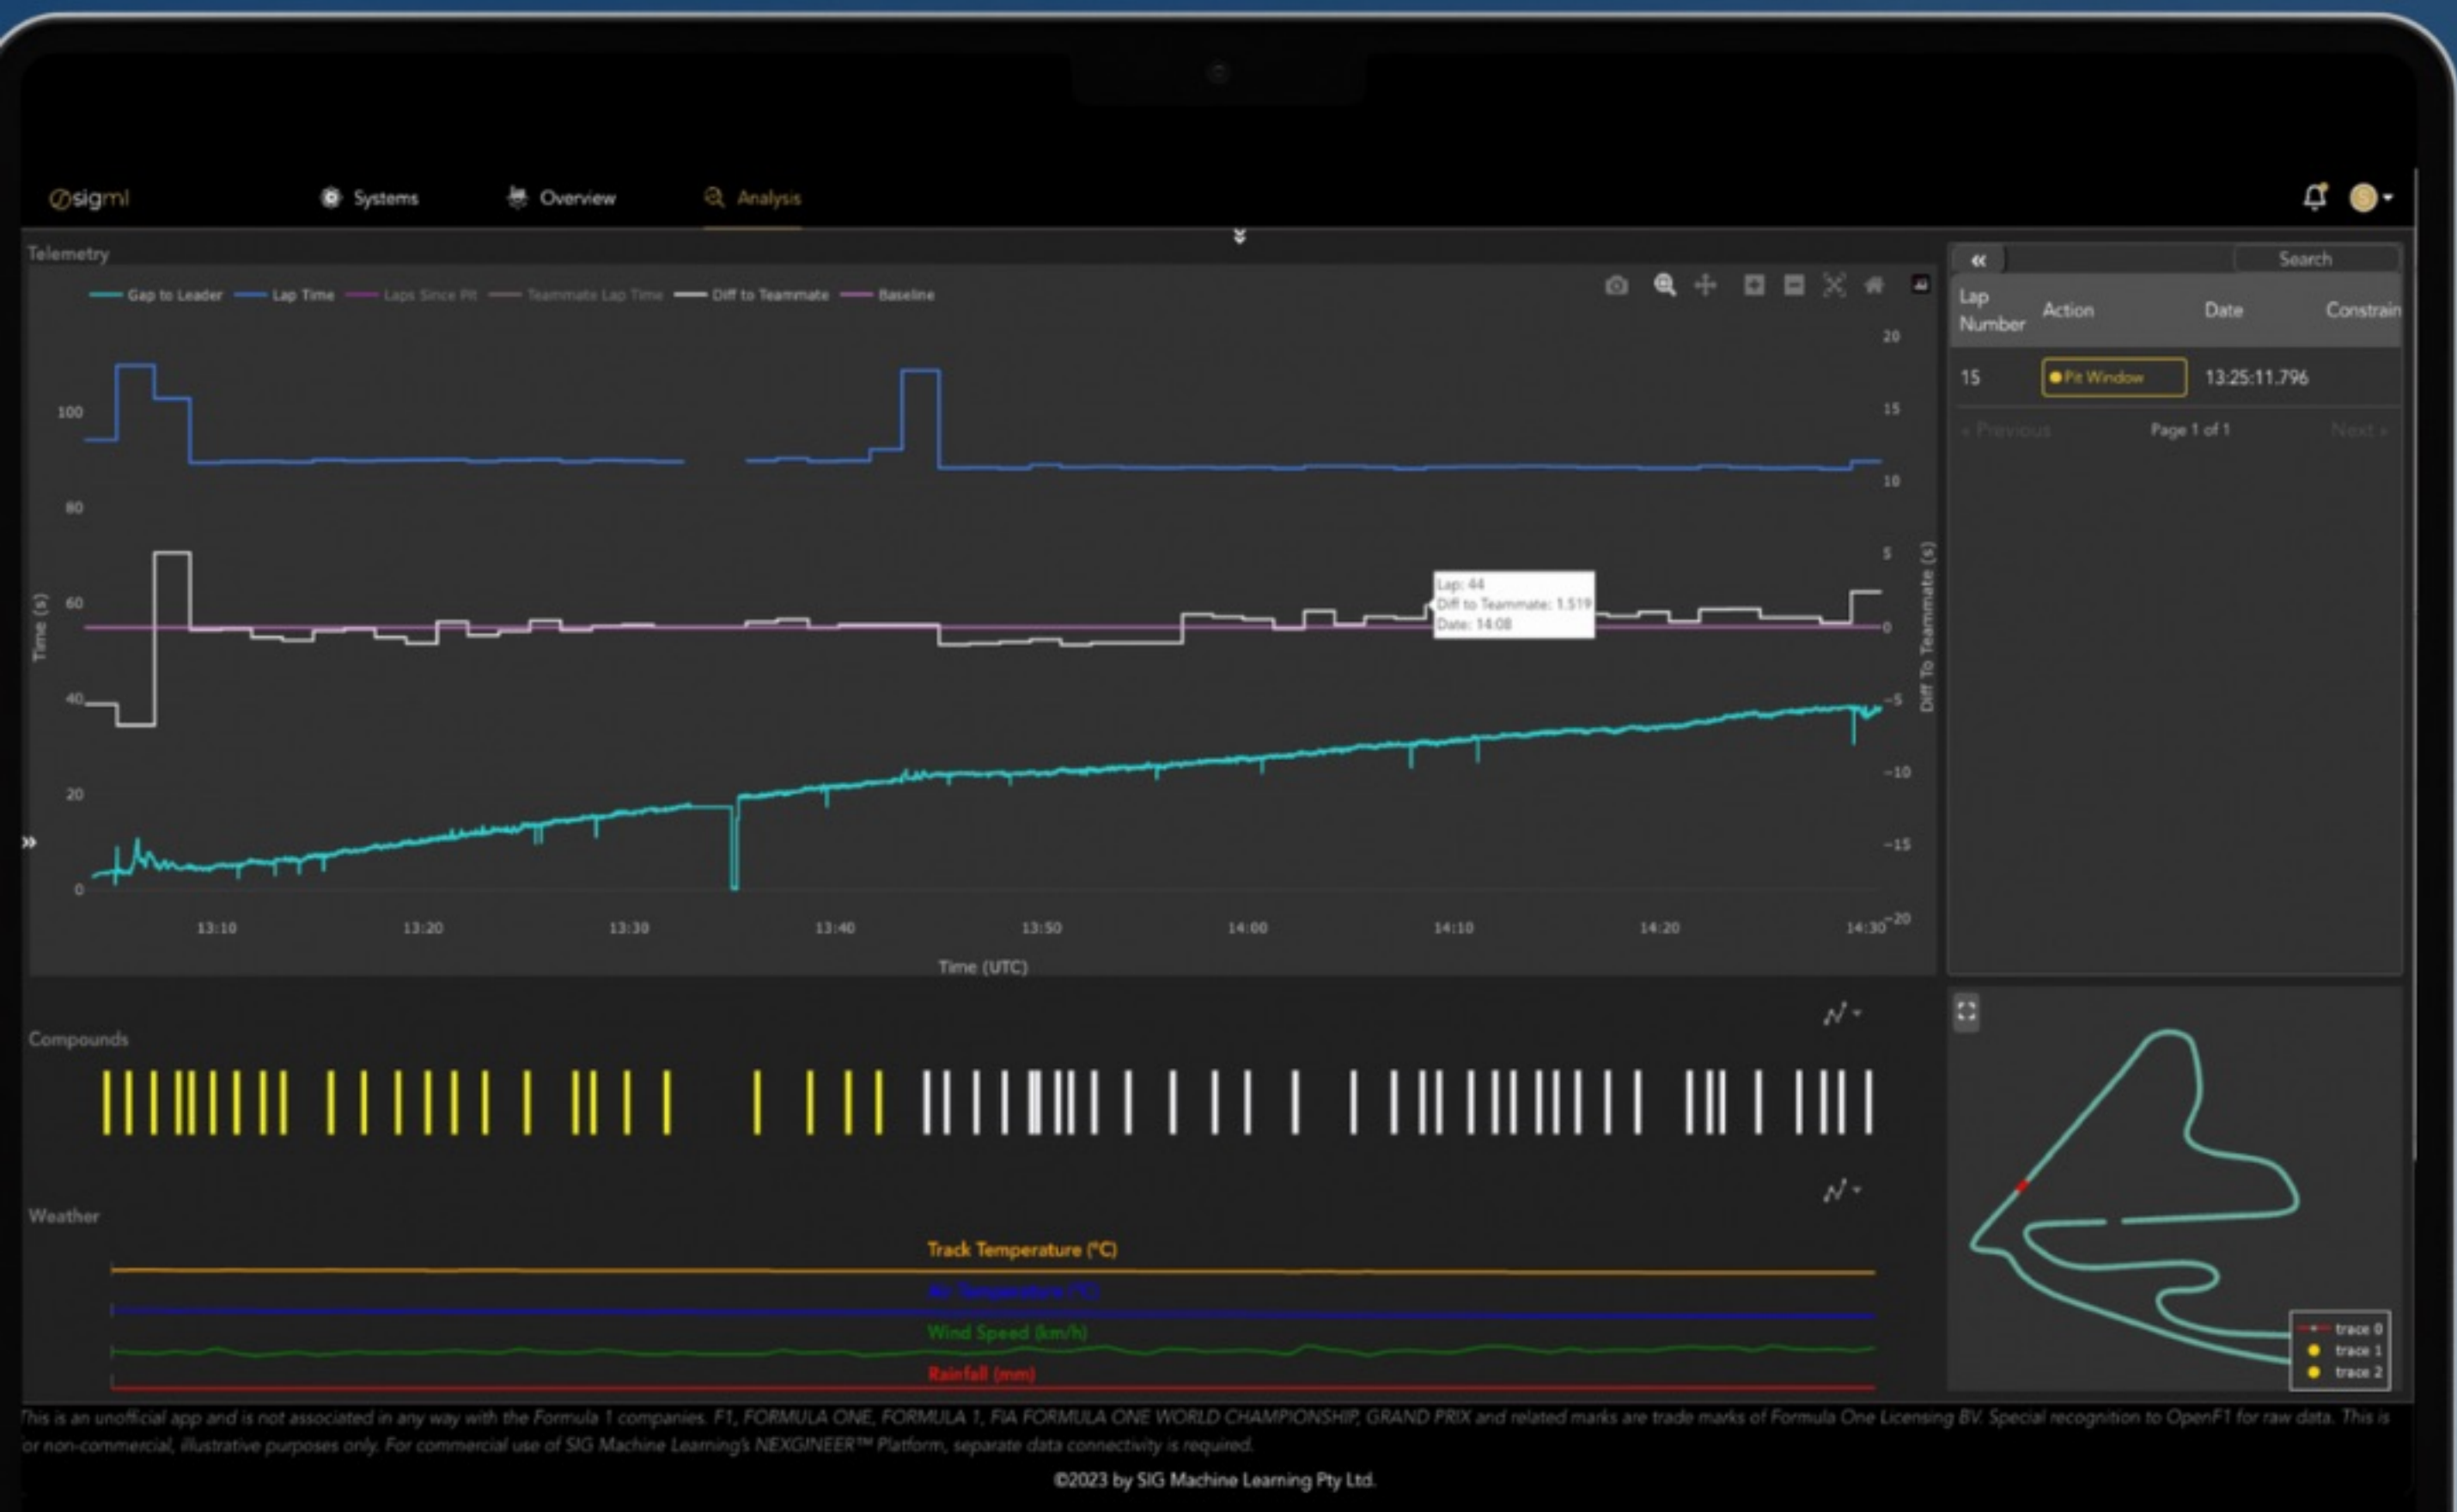 sigml
Systems
Overview
Analysis
S
Telemetry
Gap to Leader
Lap Time
Laps Since Pit
Teammate Lap Time
Diff to Teammate
Baseline
100
80
60
40
20
0
Time (s)
20
15
10
5
0
−5
−10
−15
−20
Diff To Teammate (s)
Lap: 44
Diff to Teammate: 1.519
Date: 14:08
13:10
13:20
13:30
13:40
13:50
14:00
14:10
14:20
14:30
Time (UTC)
«
Search
Lap Number
Action
Date
Constrain
15
Pit Window
13:25:11.796
« Previous
Page 1 of 1
Next »
Compounds
Weather
Track Temperature (°C)
Air Temperature (°C)
Wind Speed (km/h)
Rainfall (mm)
trace 0
trace 1
trace 2
This is an unofficial app and is not associated in any way with the Formula 1 companies. F1, FORMULA ONE, FORMULA 1, FIA FORMULA ONE WORLD CHAMPIONSHIP, GRAND PRIX and related marks are trade marks of Formula One Licensing BV. Special recognition to OpenF1 for raw data. This is
or non-commercial, illustrative purposes only. For commercial use of SIG Machine Learning's NEXGINEER™ Platform, separate data connectivity is required.
©2023 by SIG Machine Learning Pty Ltd.